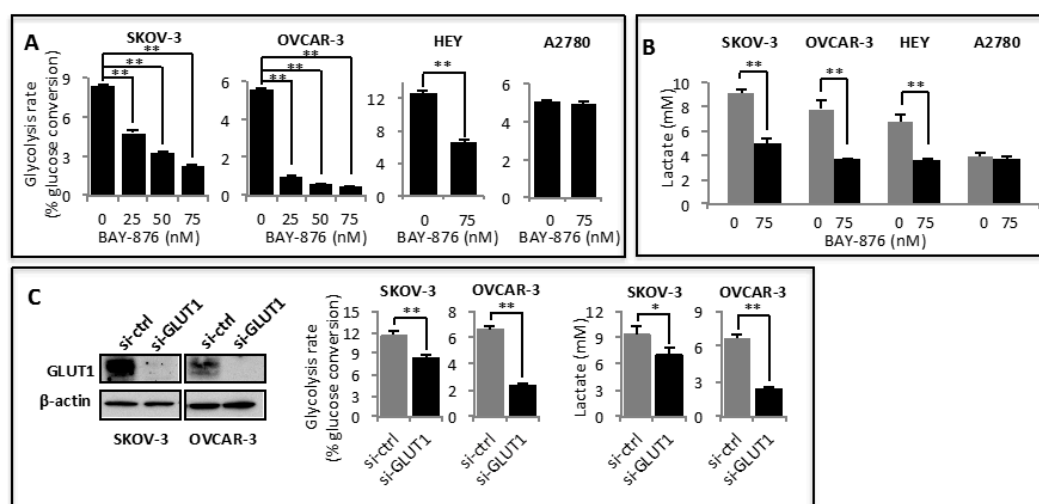 A
SKOV-3
OVCAR-3
HEY
A2780
Glycolysis rate
(% glucose conversion)
9
6
3
0
**
**
**
0 25 50 75
BAY-876 (nM)
6
4
2
0
**
**
**
0 25 50 75
BAY-876 (nM)
12
8
4
0
**
0 75
BAY-876 (nM)
6
4
2
0
0 75
BAY-876 (nM)
B
SKOV-3
OVCAR-3
HEY
A2780
Lactate (mM)
10
8
6
4
2
0
**
**
**
0 75 0 75 0 75 0 75
BAY-876 (nM)
C
si-ctrl
si-GLUT1
si-ctrl
si-GLUT1
GLUT1
β-actin
SKOV-3 OVCAR-3
Glycolysis rate
(% glucose conversion)
SKOV-3
15
12
9
6
3
0
**
si-ctrl
si-GLUT1
OVCAR-3
8
6
4
2
0
**
si-ctrl
si-GLUT1
Lactate (mM)
SKOV-3
12
9
6
3
0
*
si-ctrl
si-GLUT1
OVCAR-3
9
6
3
0
**
si-ctrl
si-GLUT1